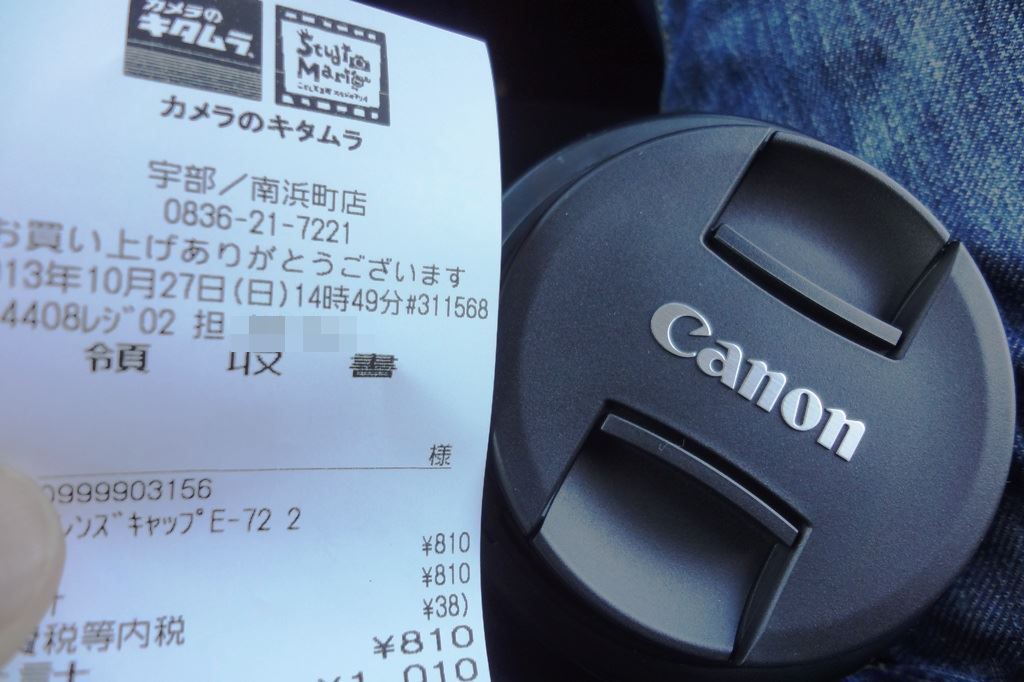 カメラの
キタムラ
Studio
Mario
カメラのキタムラ
宇部／南浜町店
0836-21-7221
お買い上げありがとうございます
013年10月27日(日)14時49分#311568
4408ﾚｼﾞ02 担
領 収 書
様
0999903156
ﾚﾝｽﾞｷｬｯﾌﾟE-72 2
¥810
¥810
¥38)
費税等内税
¥810
¥1,010
Canon